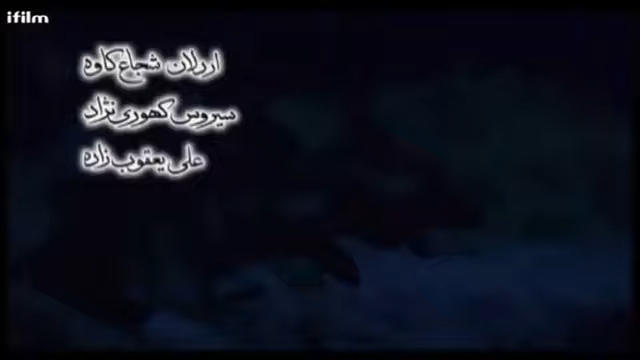 ifilm
اردلان شجاع کاوه
سیروس کهوری نژاد
علی یعقوب زاده